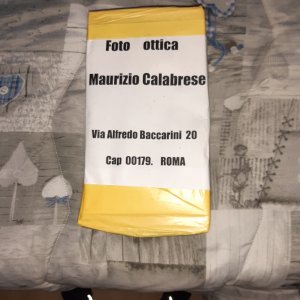 Foto ottica
Maurizio Calabrese
Via Alfredo Baccarini 20
Cap 00179. ROMA